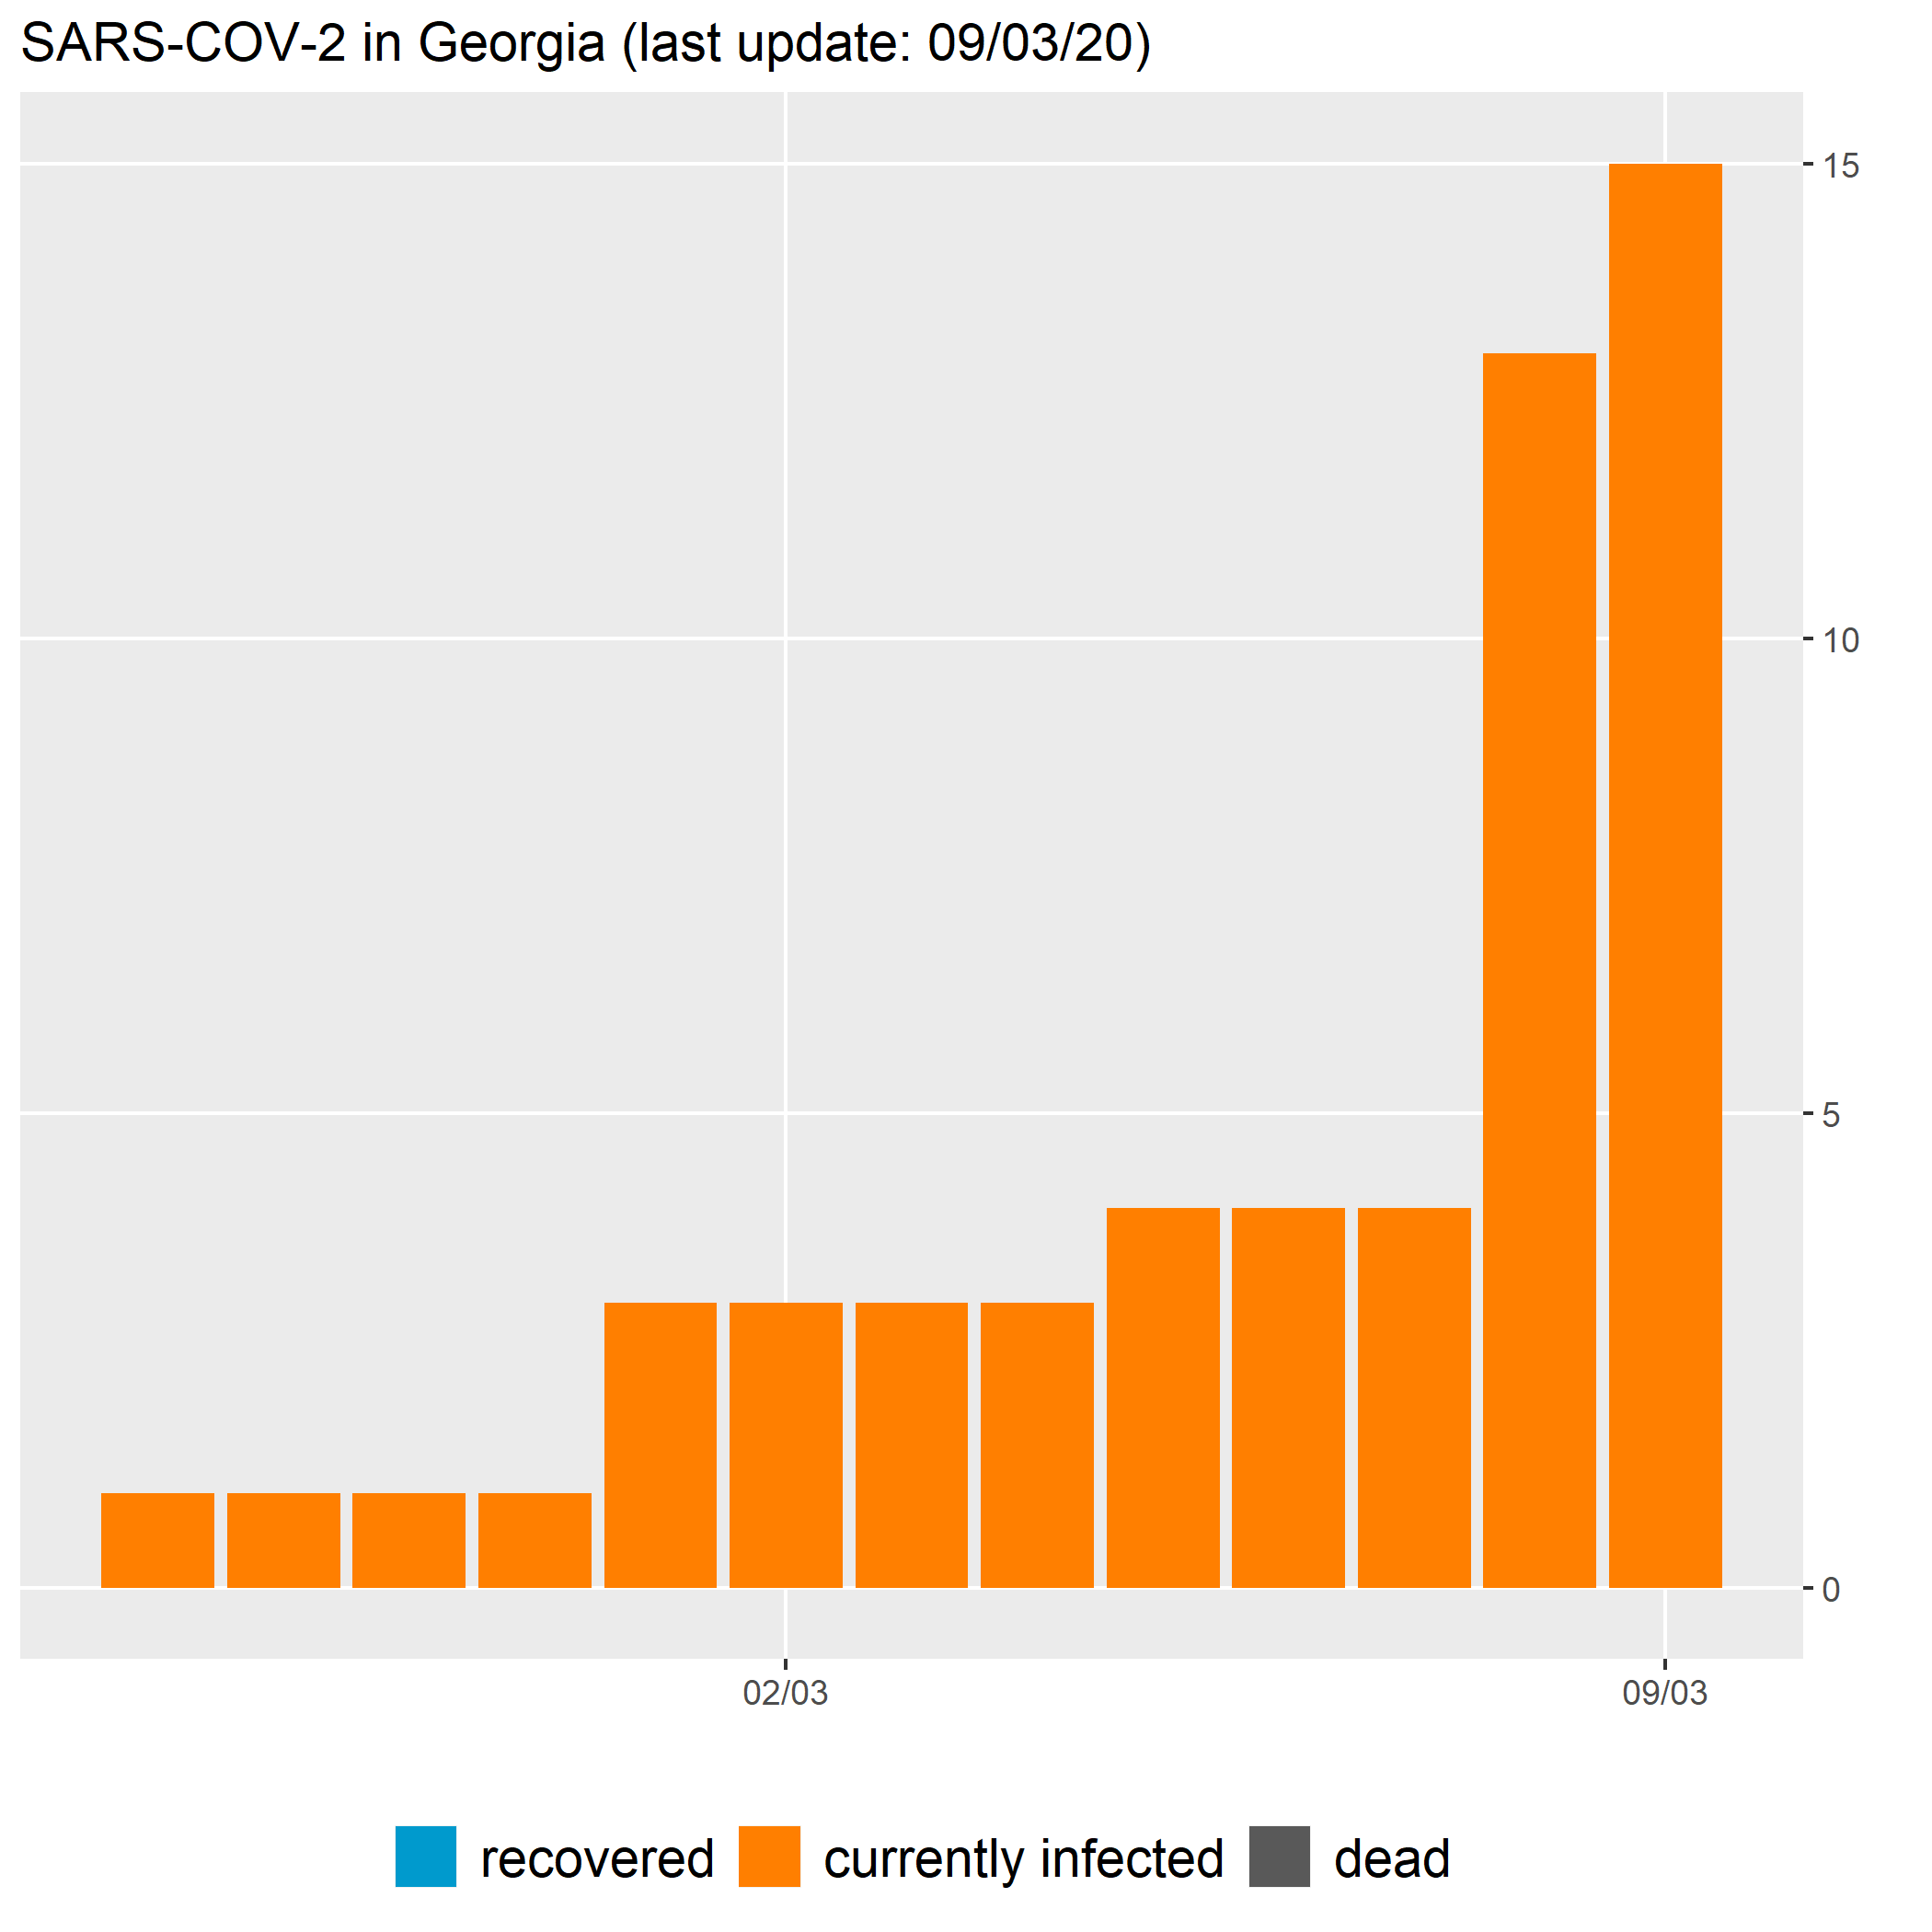 SARS-COV-2 in Georgia (last update: 09/03/20)
15
10
5
0
02/03 09/03
recovered currently infected dead